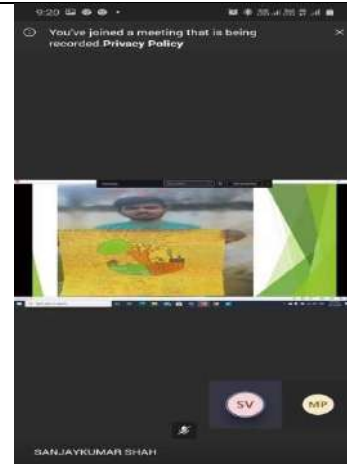 9:20
You've joined a meeting that is being
recorded.Privacy Policy
SV
MP
SANJAYKUMAR SHAH